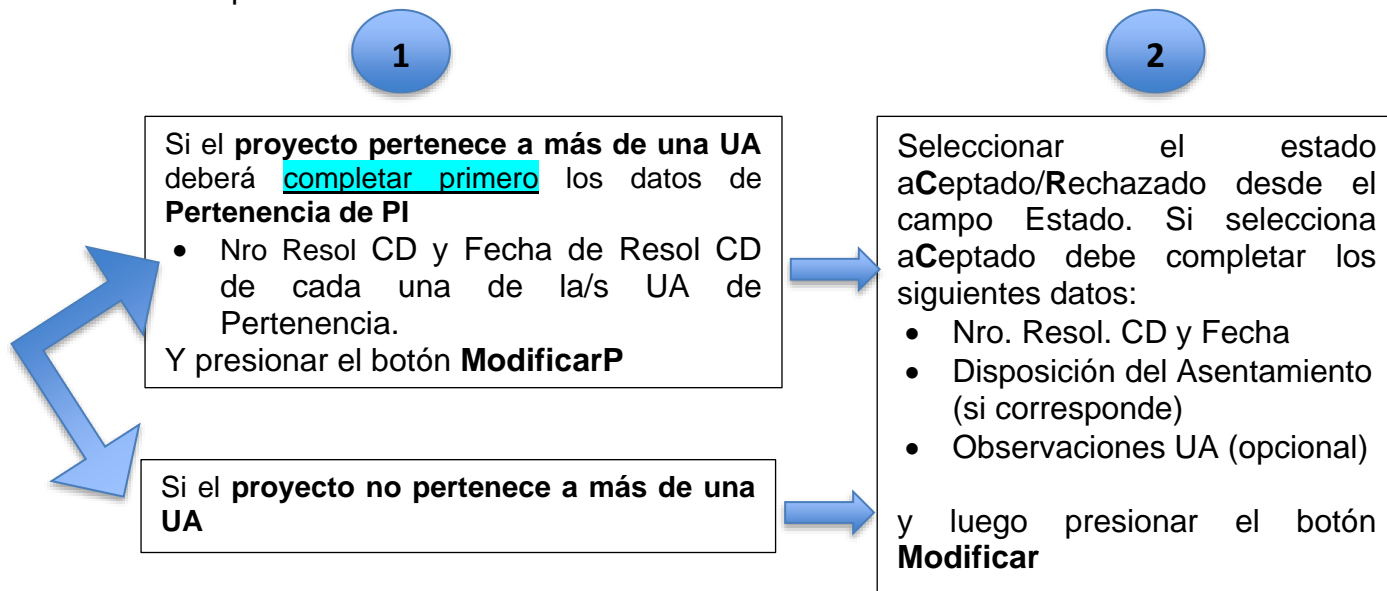 1
Si el proyecto pertenece a más de una UA
deberá completar primero los datos de
Pertenencia de PI
• Nro Resol CD y Fecha de Resol CD
de cada una de la/s UA de
Pertenencia.
Y presionar el botón ModificarP
Si el proyecto no pertenece a más de una
UA
2
Seleccionar el estado
aCeptado/Rechazado desde el
campo Estado. Si selecciona
aCeptado debe completar los
siguientes datos:
• Nro. Resol. CD y Fecha
• Disposición del Asentamiento
(si corresponde)
• Observaciones UA (opcional)
y luego presionar el botón
Modificar